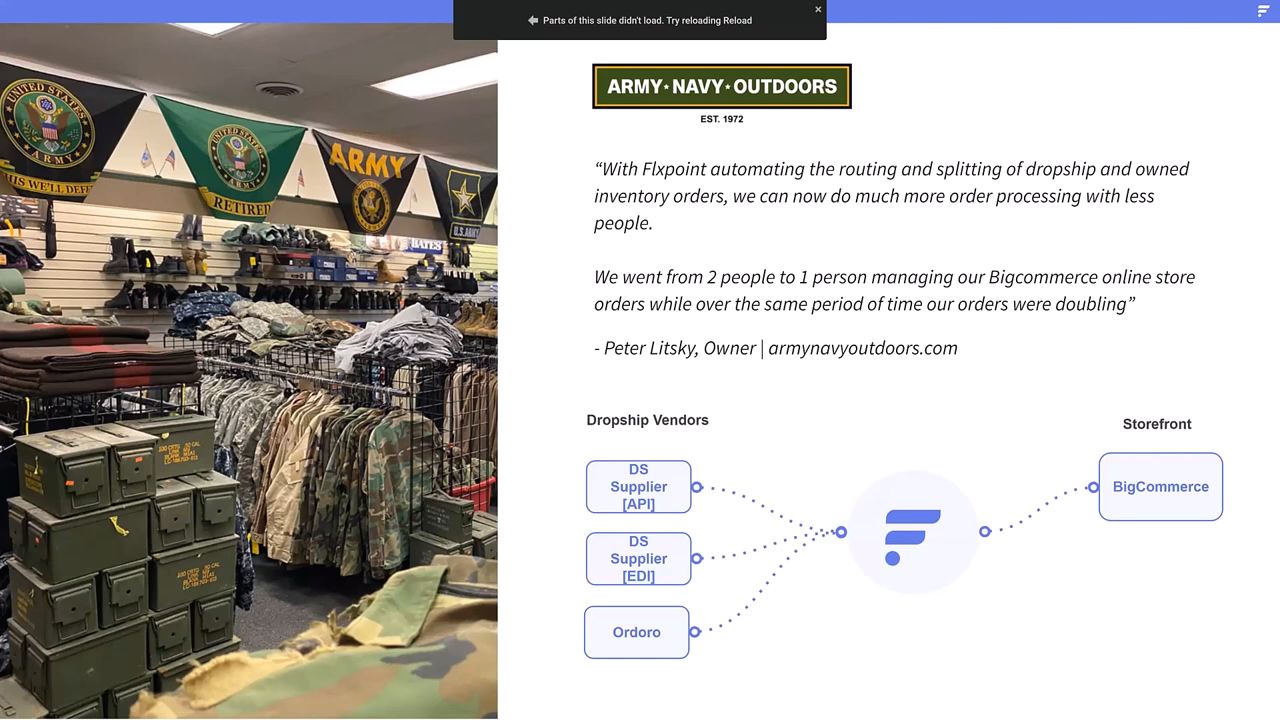 Parts of this slide didn't load. Try reloading Reload
ARMY NAVY OUTDOORS
EST. 1972
“With Flxpoint automating the routing and splitting of dropship and owned
inventory orders, we can now do much more order processing with less
people.
We went from 2 people to 1 person managing our Bigcommerce online store
orders while over the same period of time our orders were doubling”
- Peter Litsky, Owner | armynavyoutdoors.com
Dropship Vendors
Storefront
DS
Supplier
[API]
BigCommerce
DS
Supplier
[EDI]
Ordoro
UNITED STATES
ARMY
UNITED STATES
ARMY
RETIRED
ARMY
U.S. ARMY
BATES